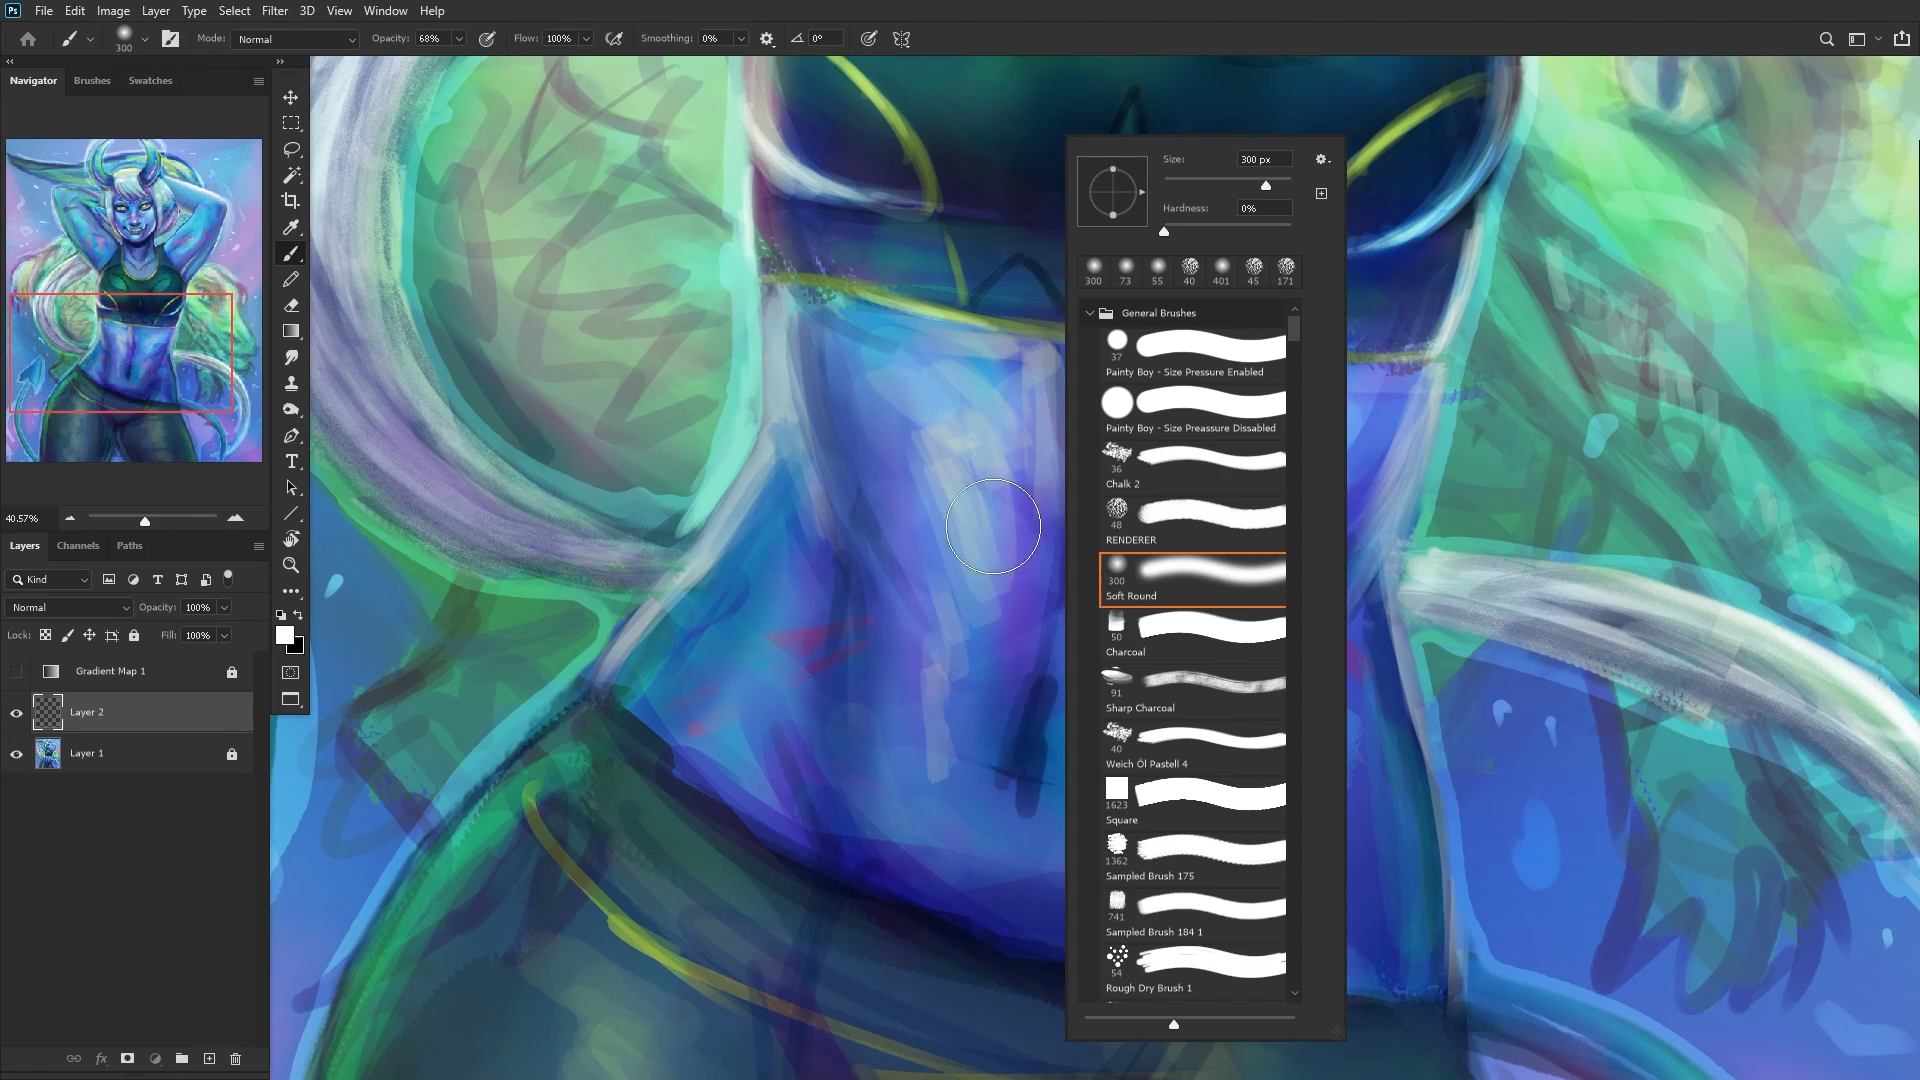 Ps File Edit Image Layer Type Select Filter 3D View Window Help
300 Mode: Normal Opacity: 68% Flow: 100% Smoothing: 0% 0°
Navigator Brushes Swatches
40.57%
Layers Channels Paths
Kind
Normal Opacity: 100%
Lock: Fill: 100%
Gradient Map 1
Layer 2
Layer 1
Size: 300 px
Hardness: 0%
300 73 55 40 401 45 171
General Brushes
37
Painty Boy - Size Pressure Enabled
Painty Boy - Size Preassure Dissabled
36
Chalk 2
48
RENDERER
300
Soft Round
50
Charcoal
91
Sharp Charcoal
40
Weich Öl Pastell 4
1623
Square
1362
Sampled Brush 175
741
Sampled Brush 184 1
54
Rough Dry Brush 1